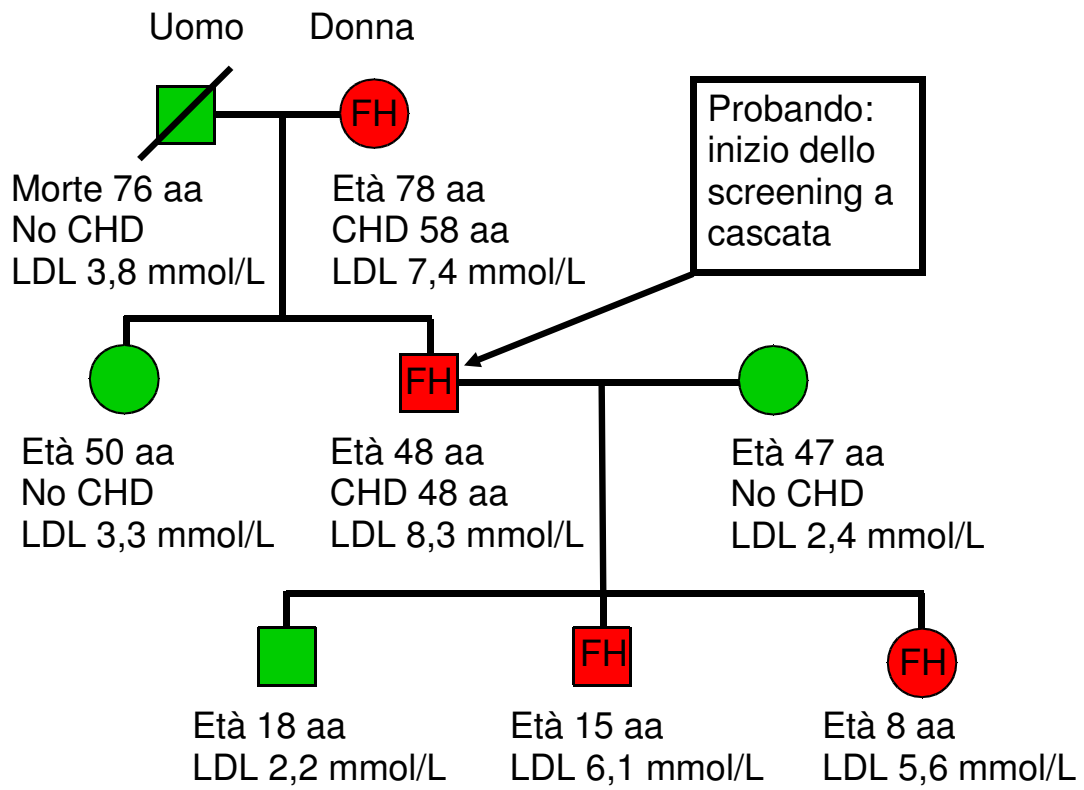 Uomo Donna
FH
Probando:
inizio dello
screening a
cascata
Morte 76 aa
No CHD
LDL 3,8 mmol/L
Età 78 aa
CHD 58 aa
LDL 7,4 mmol/L
FH
Età 50 aa
No CHD
LDL 3,3 mmol/L
Età 48 aa
CHD 48 aa
LDL 8,3 mmol/L
Età 47 aa
No CHD
LDL 2,4 mmol/L
FH
FH
Età 18 aa
LDL 2,2 mmol/L
Età 15 aa
LDL 6,1 mmol/L
Età 8 aa
LDL 5,6 mmol/L